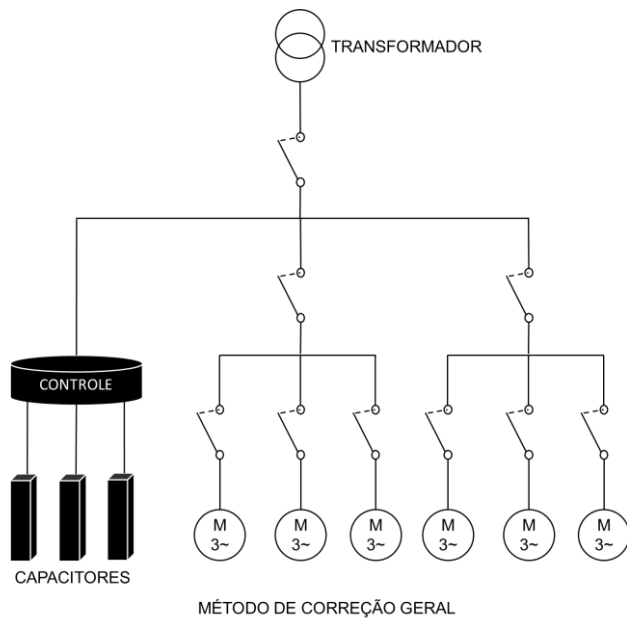 TRANSFORMADOR
CONTROLE
M
3~
M
3~
M
3~
M
3~
M
3~
M
3~
CAPACITORES
MÉTODO DE CORREÇÃO GERAL